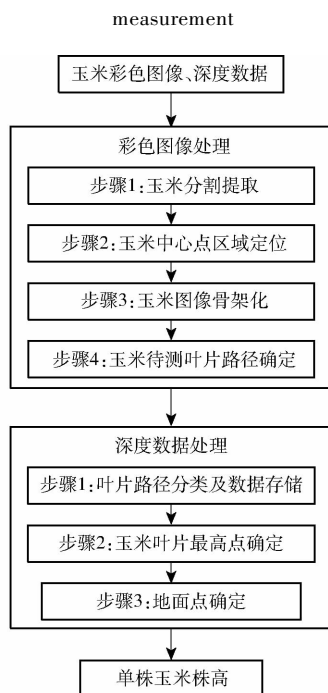 measurement
玉米彩色图像、深度数据
彩色图像处理
步骤1:玉米分割提取
步骤2:玉米中心点区域定位
步骤3:玉米图像骨架化
步骤4:玉米待测叶片路径确定
深度数据处理
步骤1:叶片路径分类及数据存储
步骤2:玉米叶片最高点确定
步骤3:地面点确定
单株玉米株高